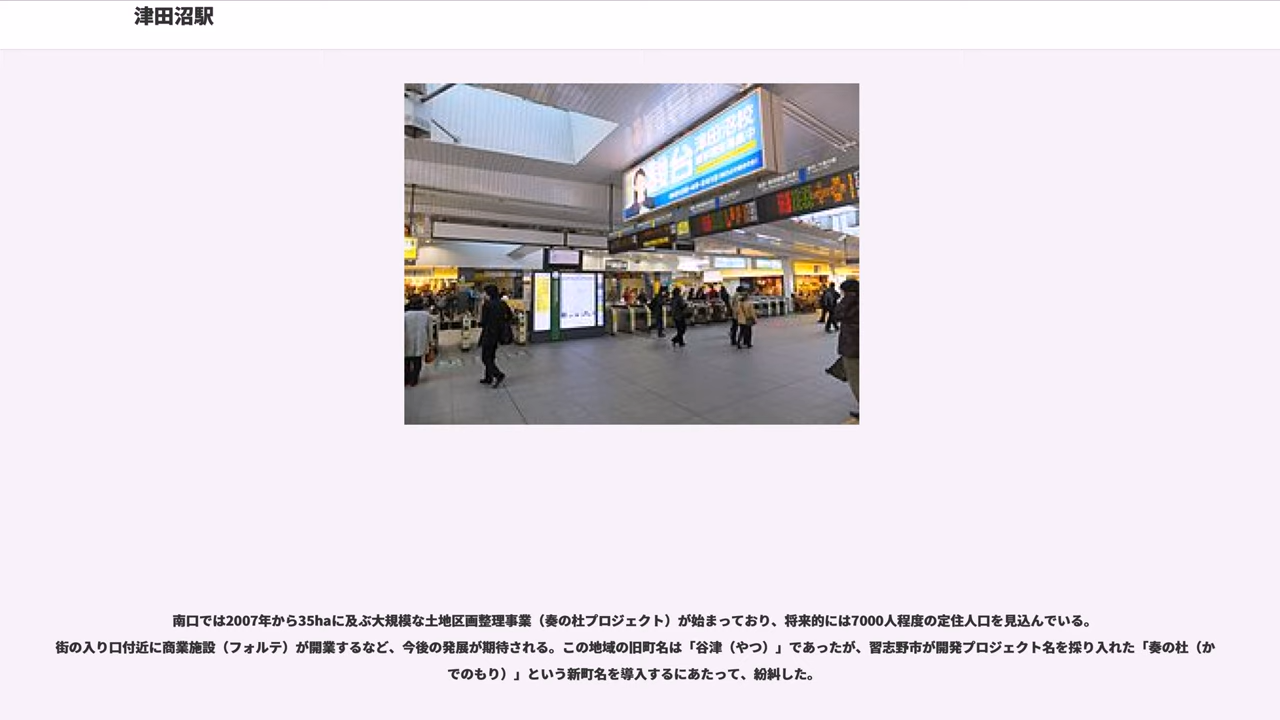 津田沼駅
駿台 津田沼校
南口では2007年から35haに及ぶ大規模な土地区画整理事業（奏の杜プロジェクト）が始まっており、将来的には7000人程度の定住人口を見込んでいる。
街の入り口付近に商業施設（フォルテ）が開業するなど、今後の発展が期待される。この地域の旧町名は「谷津（やつ）」であったが、習志野市が開発プロジェクト名を採り入れた「奏の杜（か
でのもり）」という新町名を導入するにあたって、紛糾した。